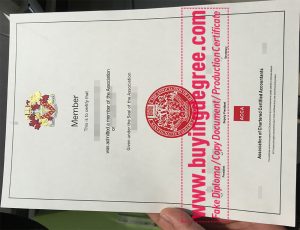 Member
This is to certify that
was admitted a member of the Association
on
Given under the Seal of the Association
ACCA
Association of Chartered Certified Accountants
www.buyingdegree.com
Fake Diploma/Copy Document/Production Certificate